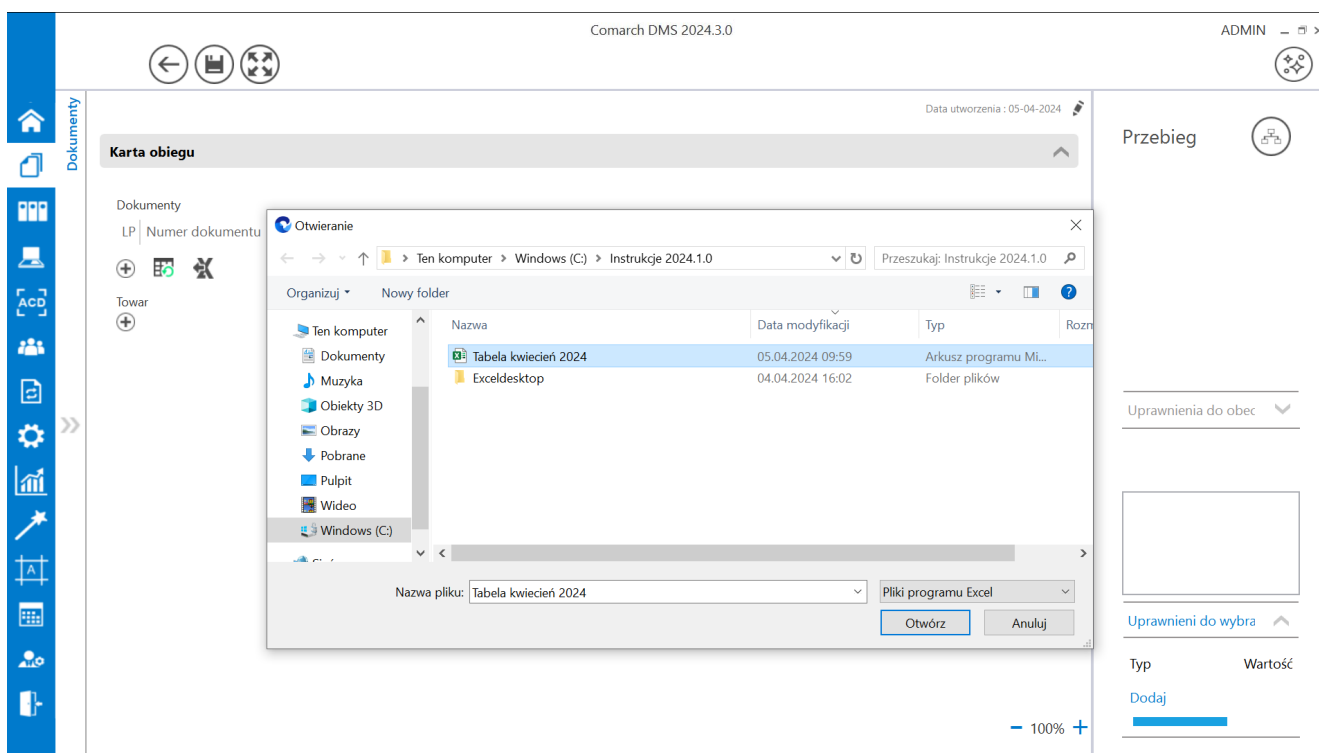 Comarch DMS 2024.3.0
ADMIN
Dokumenty
Data utworzenia : 05-04-2024
Karta obiegu
Przebieg
Dokumenty
LP Numer dokumentu
Towar
ACD
A
Otwieranie
Ten komputer > Windows (C:) > Instrukcje 2024.1.0
Przeszukaj: Instrukcje 2024.1.0
Organizuj
Nowy folder
Ten komputer
Dokumenty
Muzyka
Obiekty 3D
Obrazy
Pobrane
Pulpit
Wideo
Windows (C:)
Nazwa Data modyfikacji Typ Rozm
Tabela kwiecień 2024 05.04.2024 09:59 Arkusz programu Mi...
Exceldesktop 04.04.2024 16:02 Folder plików
Nazwa pliku: Tabela kwiecień 2024
Pliki programu Excel
Otwórz Anuluj
Uprawnienia do obec
Uprawnieni do wybra
Typ Wartość
Dodaj
100%